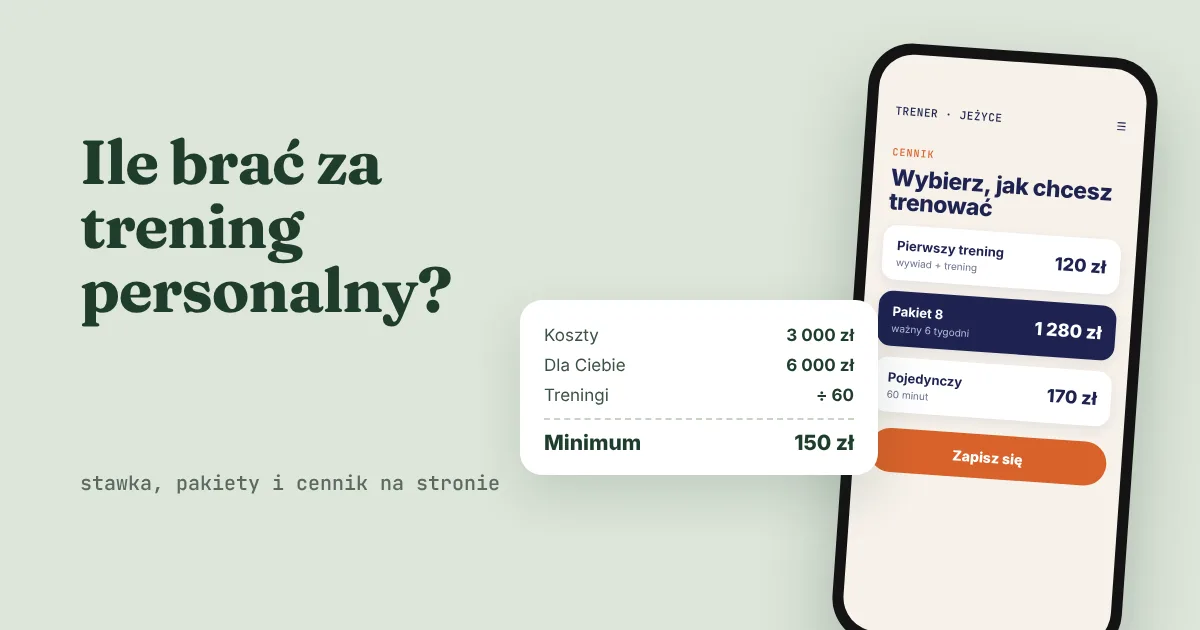 Ile brać za
trening
personalny?
stawka, pakiety i cennik na stronie
Koszty 3 000 zł
Dla Ciebie 6 000 zł
Treningi ÷ 60
Minimum 150 zł
TRENER · JEŻYCE
CENNIK
Wybierz, jak chcesz
trenować
Pierwszy trening 120 zł
wywiad + trening
Pakiet 8 1 280 zł
ważny 6 tygodni
Pojedynczy 170 zł
60 minut
Zapisz się